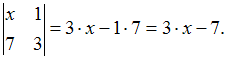 |x 1|
|7 3| = 3 · x − 1 · 7 = 3 · x − 7.